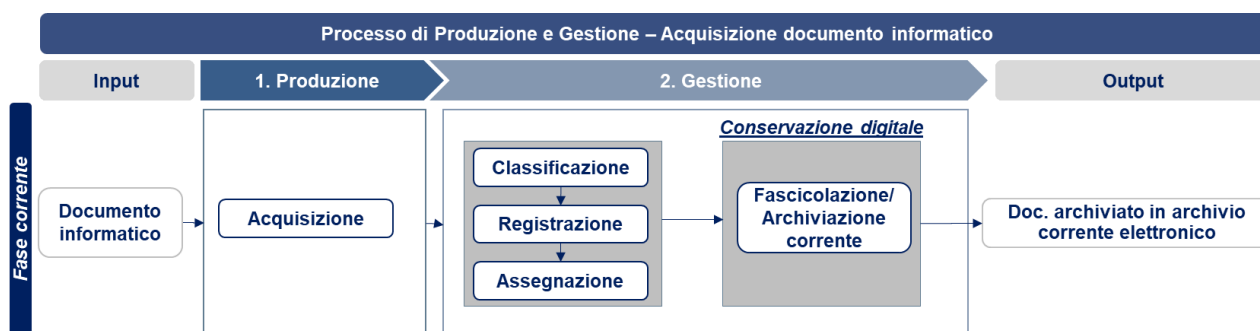 Processo di Produzione e Gestione – Acquisizione documento informatico
Input
1. Produzione
2. Gestione
Output
Fase corrente
Documento
informatico
Acquisizione
Classificazione
Registrazione
Assegnazione
Conservazione digitale
Fascicolazione/
Archiviazione
corrente
Doc. archiviato in archivio
corrente elettronico